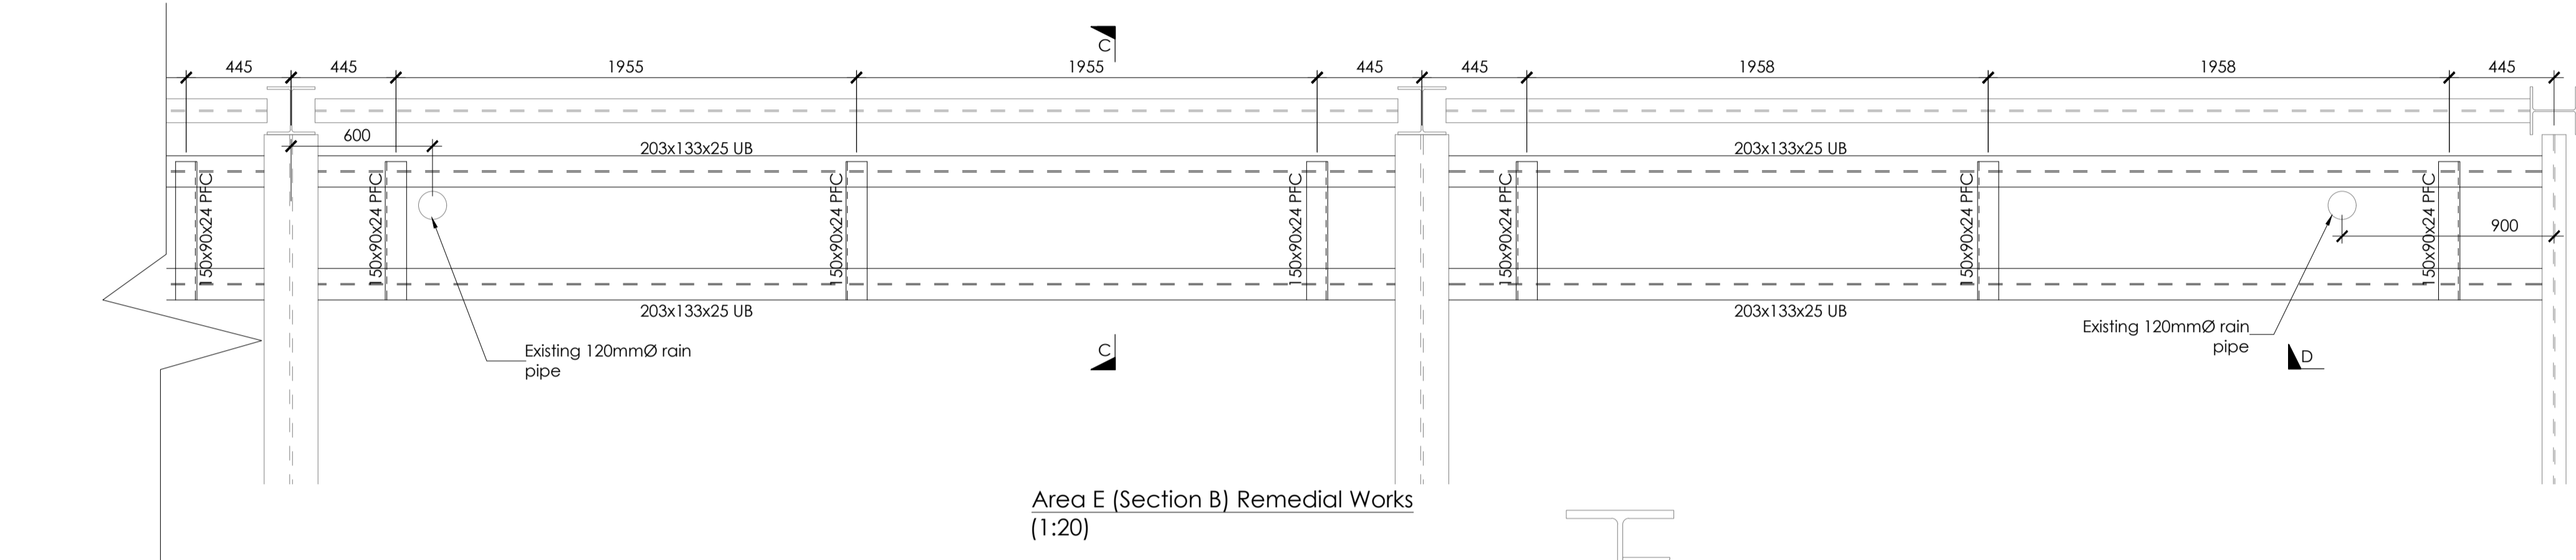 C
445
445
1955
1955
445
445
1958
1958
445
600
203x133x25 UB
203x133x25 UB
150x90x24 PFC
150x90x24 PFC
150x90x24 PFC
150x90x24 PFC
150x90x24 PFC
150x90x24 PFC
150x90x24 PFC
900
203x133x25 UB
203x133x25 UB
Existing 120mmØ rain
pipe
C
Existing 120mmØ rain
pipe
D
Area E (Section B) Remedial Works
(1:20)